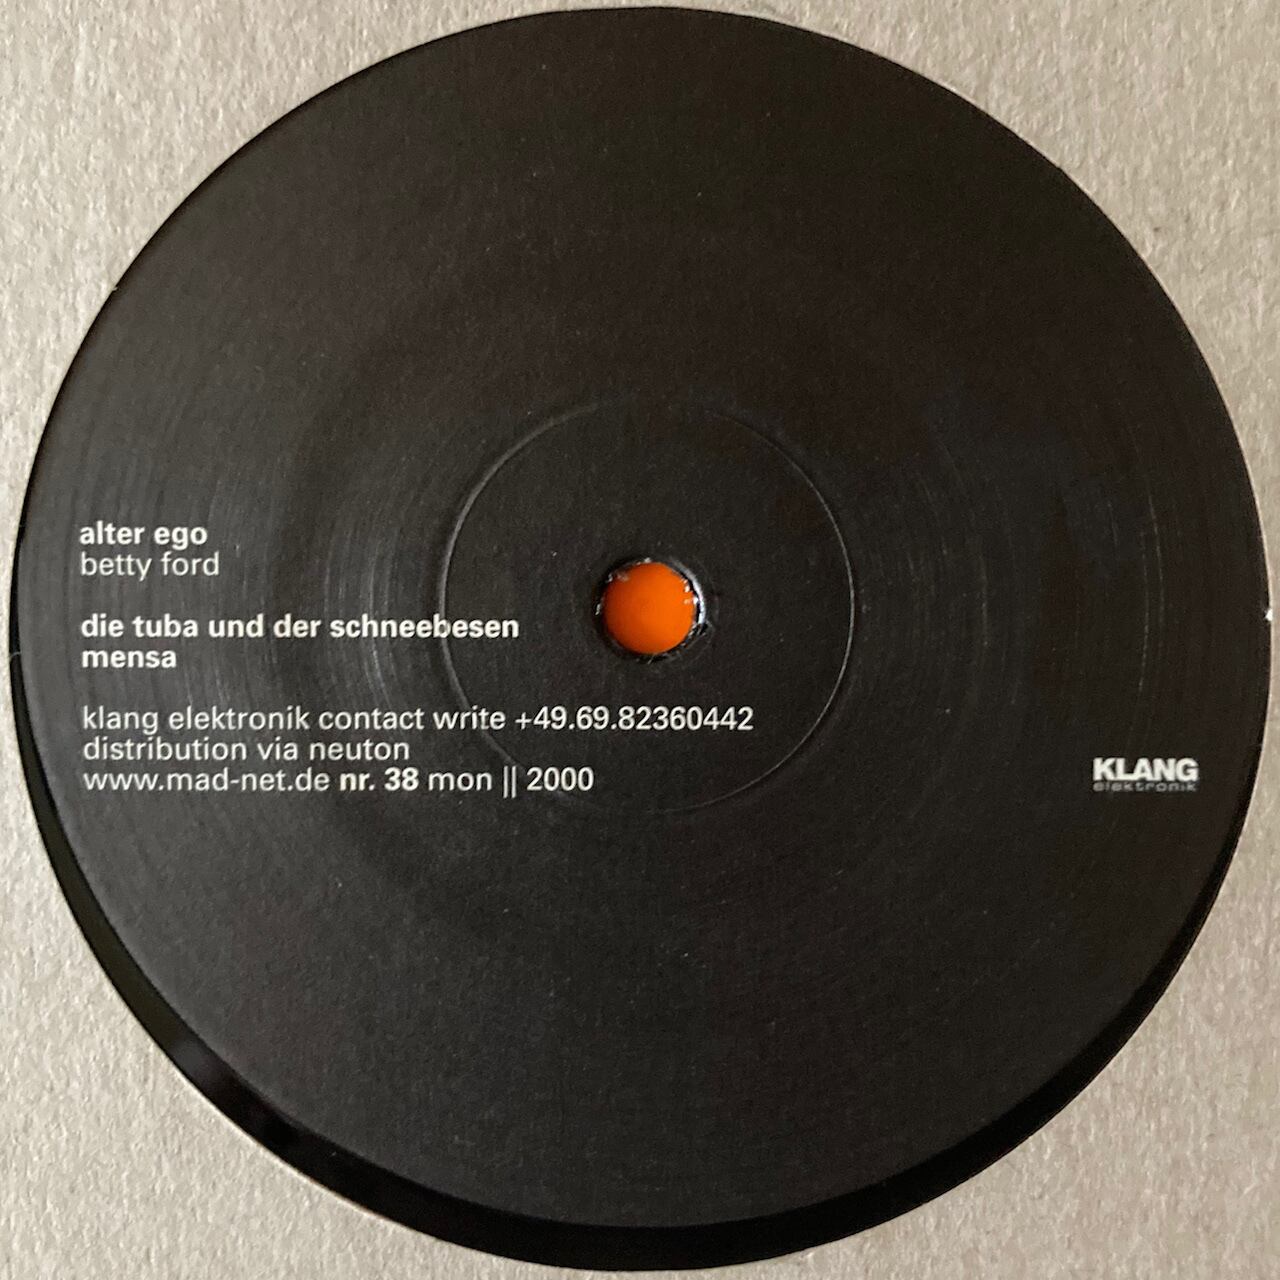 alter ego
betty ford
die tuba und der schneebesen
mensa
klang elektronik contact write +49.69.82360442
distribution via neuton
www.mad-net.de nr. 38 mon || 2000
KLANG
elektronik